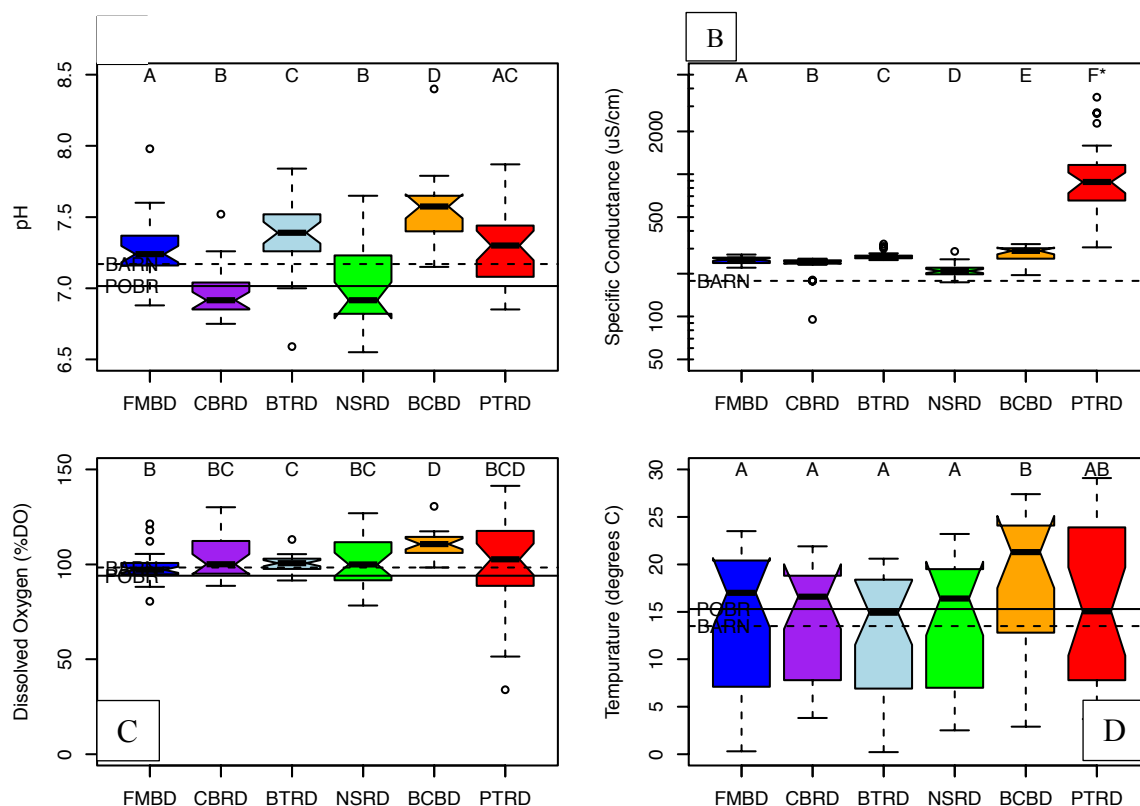 B
8.5
8.0
7.5
7.0
6.5
pH
A B C B D AC
BARN
POBR
FMBD CBRD BTRD NSRD BCBD PTRD
2000
500
100
50
Specific Conductance (uS/cm)
A B C D E F*
BARN
FMBD CBRD BTRD NSRD BCBD PTRD
150
100
50
0
Dissolved Oxygen (%DO)
B BC C BC D BCD
BARN
POBR
C
FMBD CBRD BTRD NSRD BCBD PTRD
30
25
20
15
10
5
0
Tempurature (degrees C)
A A A A B AB
POBR
BARN
D
FMBD CBRD BTRD NSRD BCBD PTRD